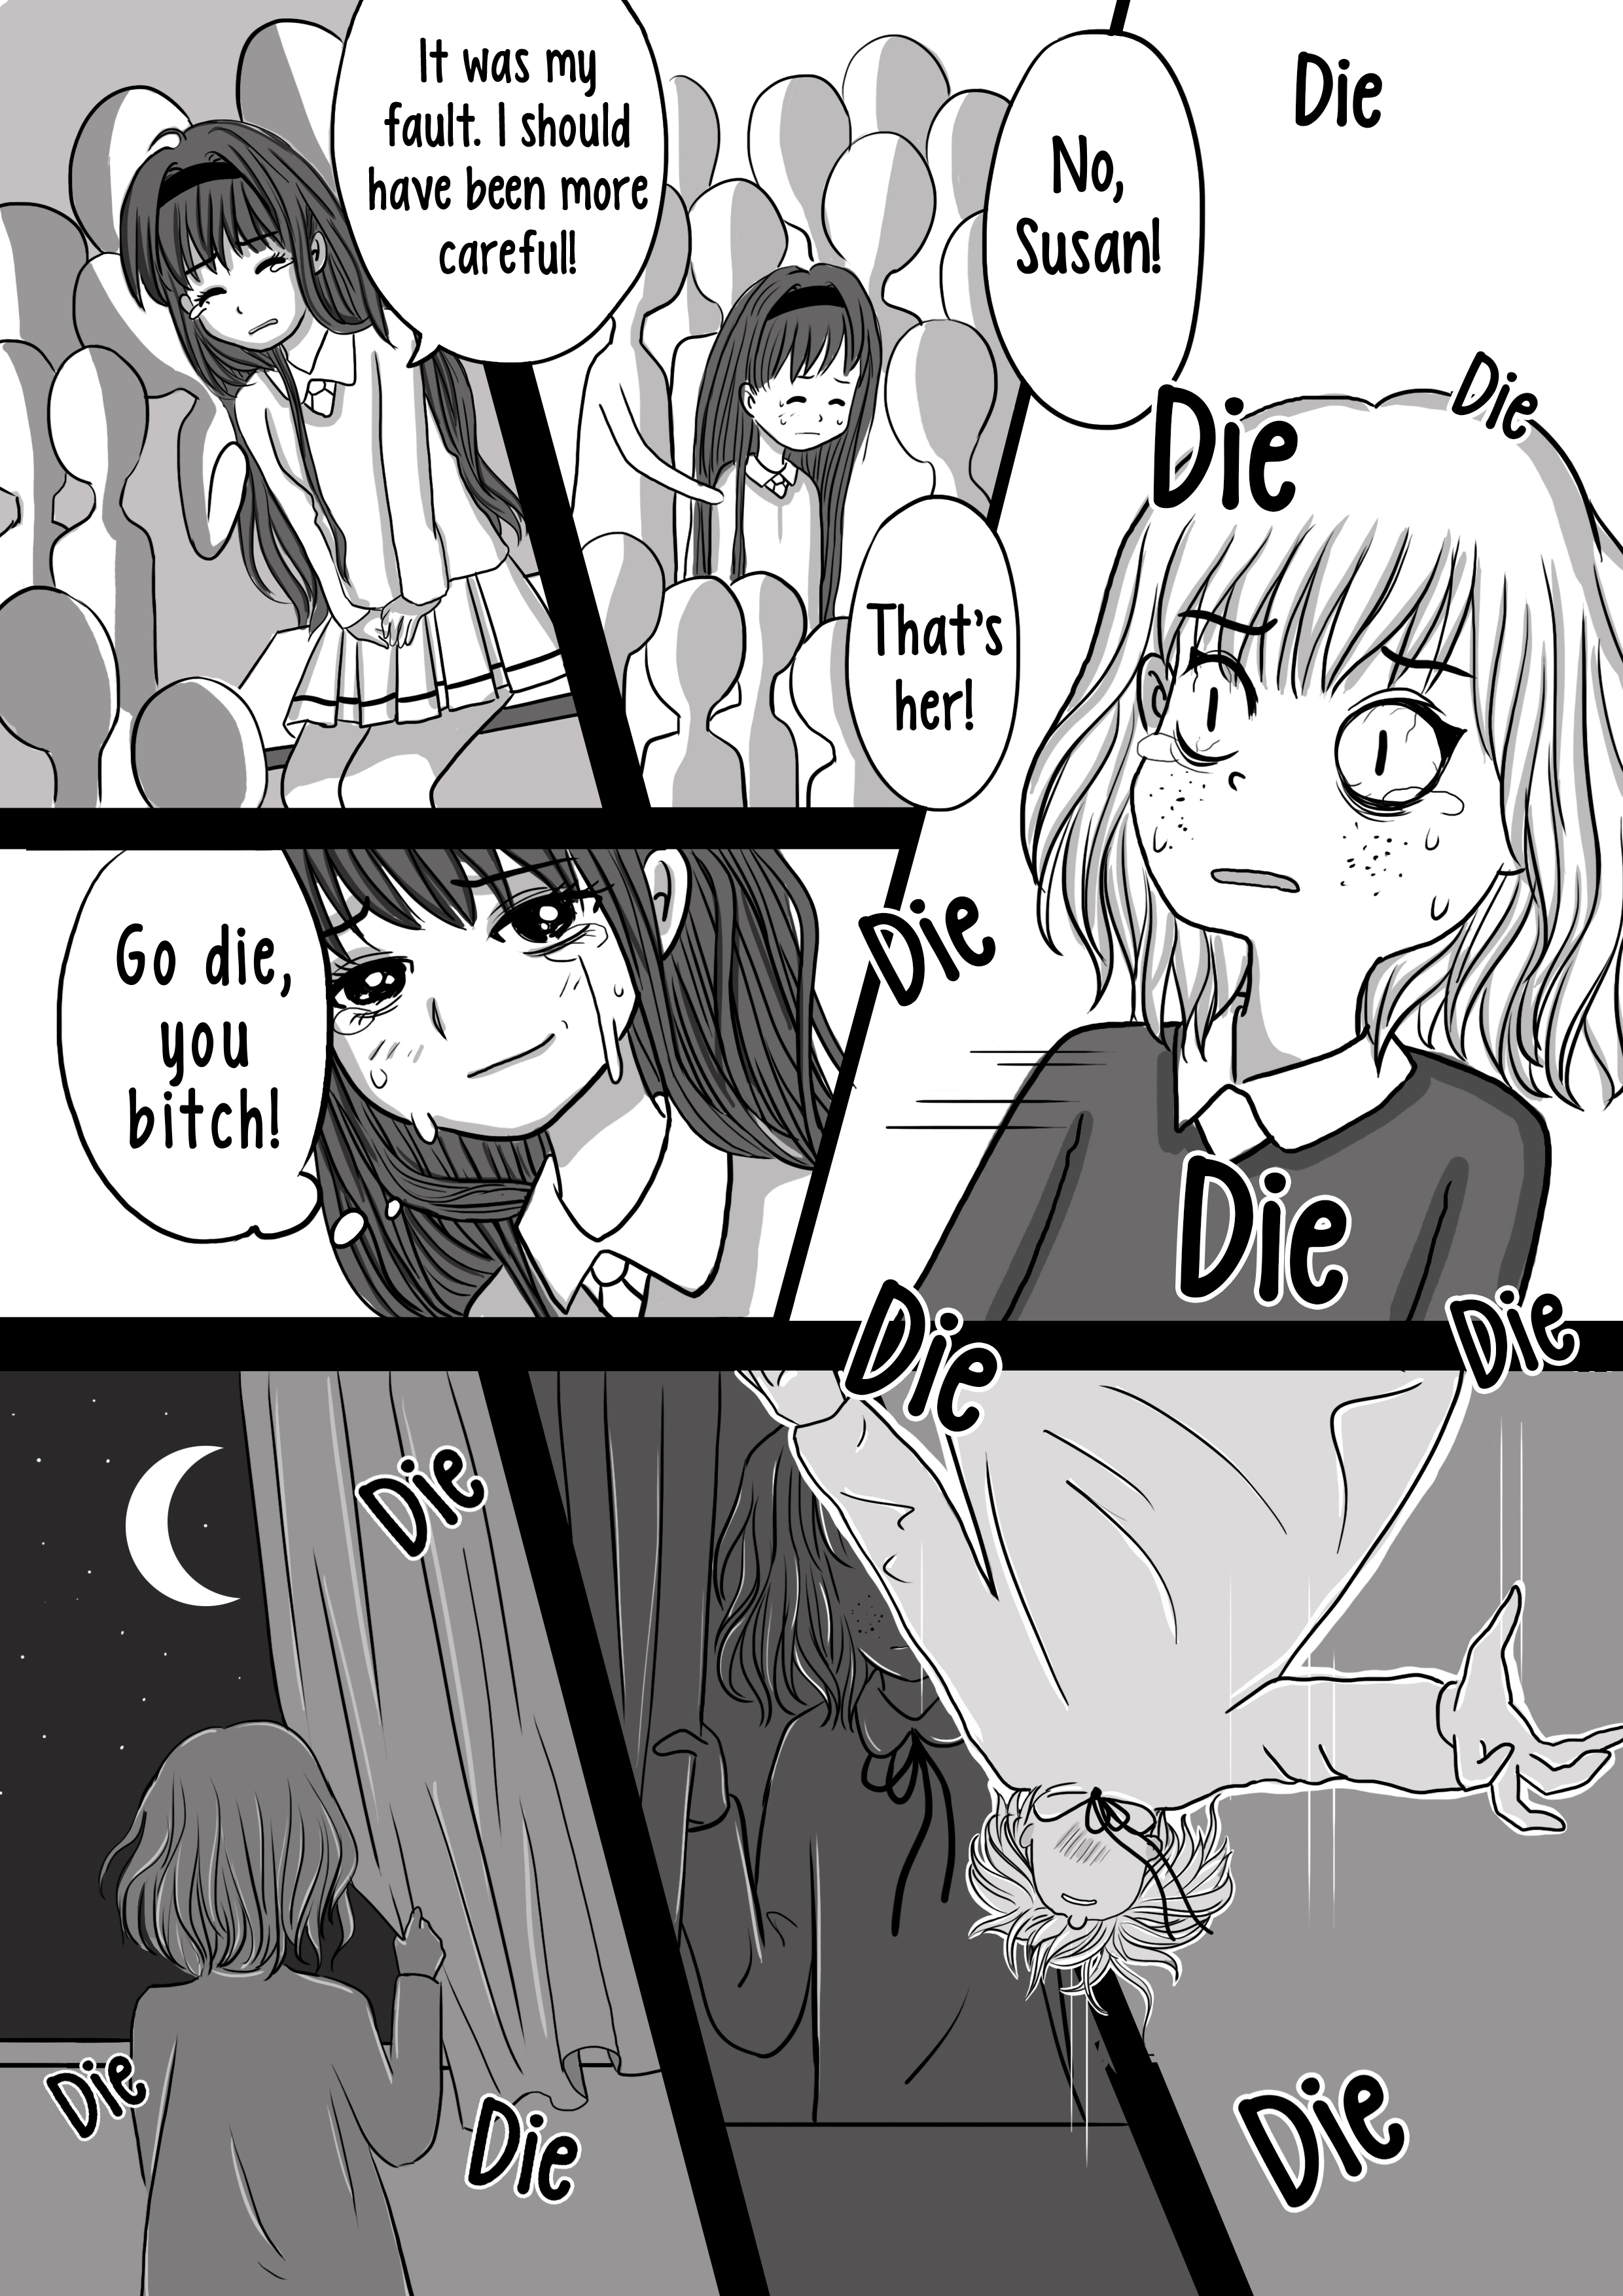 It was my
fault. I should
have been more
careful!
No,
Susan!
That's
her!
Die
Die
Die
Go die,
you
bitch!
Die
Die
Die
Die
Die
Die
Die
Die